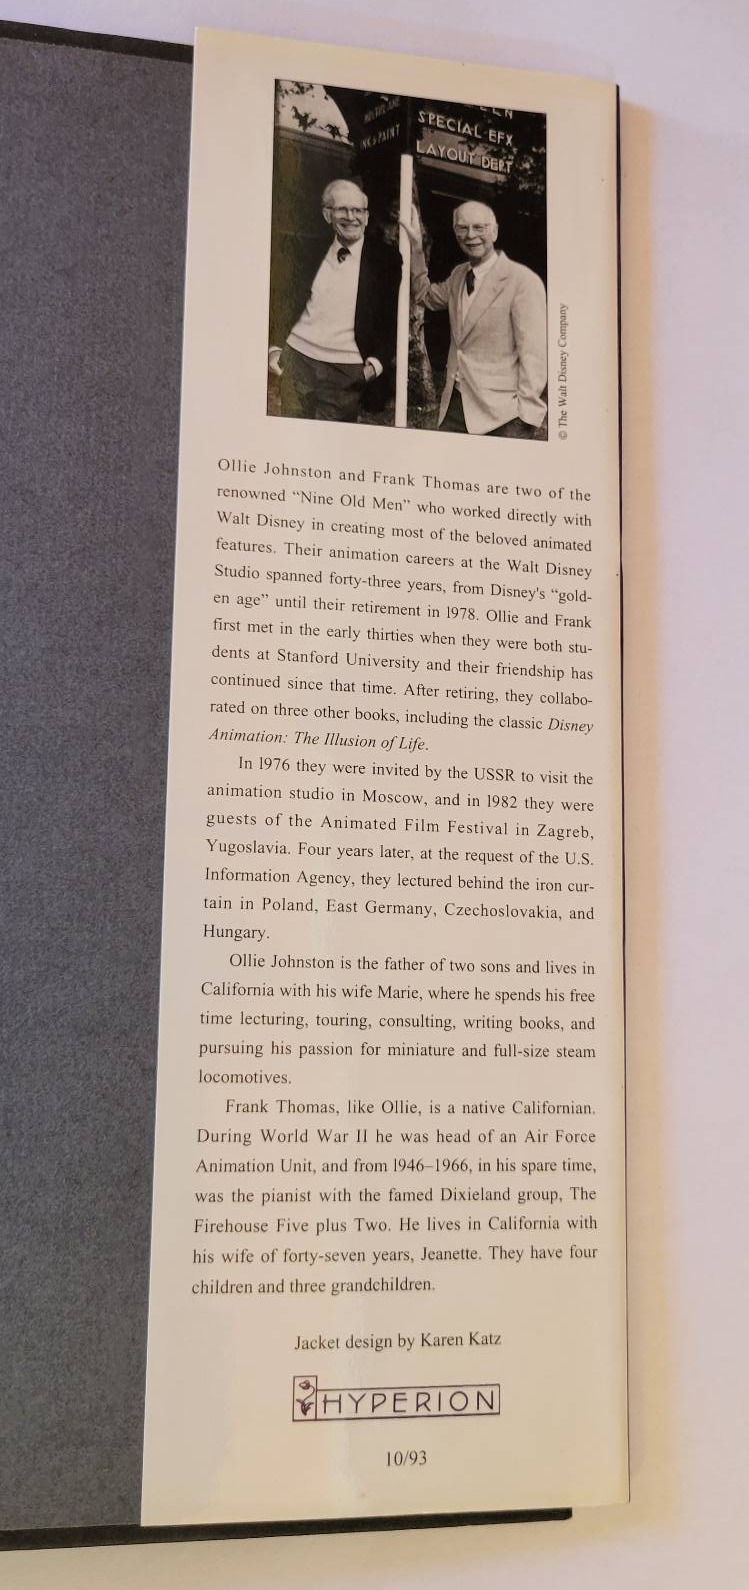 SPECIAL EFX
LAYOUT DEPT
INK & PAINT
© The Walt Disney Company
Ollie Johnston and Frank Thomas are two of the
renowned “Nine Old Men” who worked directly with
Walt Disney in creating most of the beloved animated
features. Their animation careers at the Walt Disney
Studio spanned forty-three years, from Disney's “gold-
en age” until their retirement in 1978. Ollie and Frank
first met in the early thirties when they were both stu-
dents at Stanford University and their friendship has
continued since that time. After retiring, they collabo-
rated on three other books, including the classic Disney
Animation: The Illusion of Life.
In 1976 they were invited by the USSR to visit the
animation studio in Moscow, and in 1982 they were
guests of the Animated Film Festival in Zagreb,
Yugoslavia. Four years later, at the request of the U.S.
Information Agency, they lectured behind the iron cur-
tain in Poland, East Germany, Czechoslovakia, and
Hungary.
Ollie Johnston is the father of two sons and lives in
California with his wife Marie, where he spends his free
time lecturing, touring, consulting, writing books, and
pursuing his passion for miniature and full-size steam
locomotives.
Frank Thomas, like Ollie, is a native Californian.
During World War II he was head of an Air Force
Animation Unit, and from 1946–1966, in his spare time,
was the pianist with the famed Dixieland group, The
Firehouse Five plus Two. He lives in California with
his wife of forty-seven years, Jeanette. They have four
children and three grandchildren.
Jacket design by Karen Katz
HYPERION
10/93